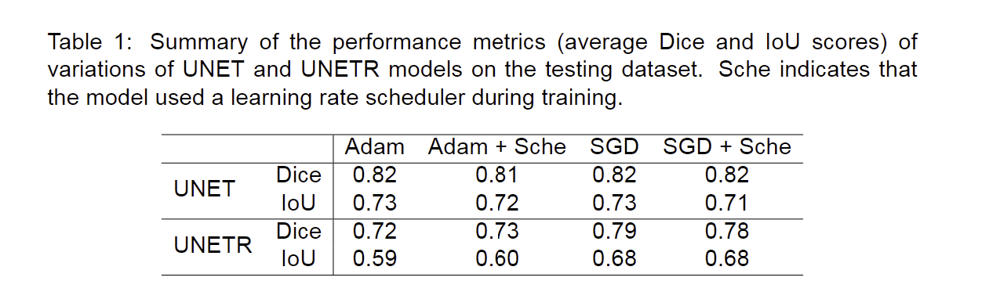 Table 1: Summary of the performance metrics (average Dice and IoU scores) of
variations of UNET and UNETR models on the testing dataset. Sche indicates that
the model used a learning rate scheduler during training.
Adam Adam + Sche SGD SGD + Sche
UNET Dice 0.82 0.81 0.82 0.82
IoU 0.73 0.72 0.73 0.71
UNETR Dice 0.72 0.73 0.79 0.78
IoU 0.59 0.60 0.68 0.68